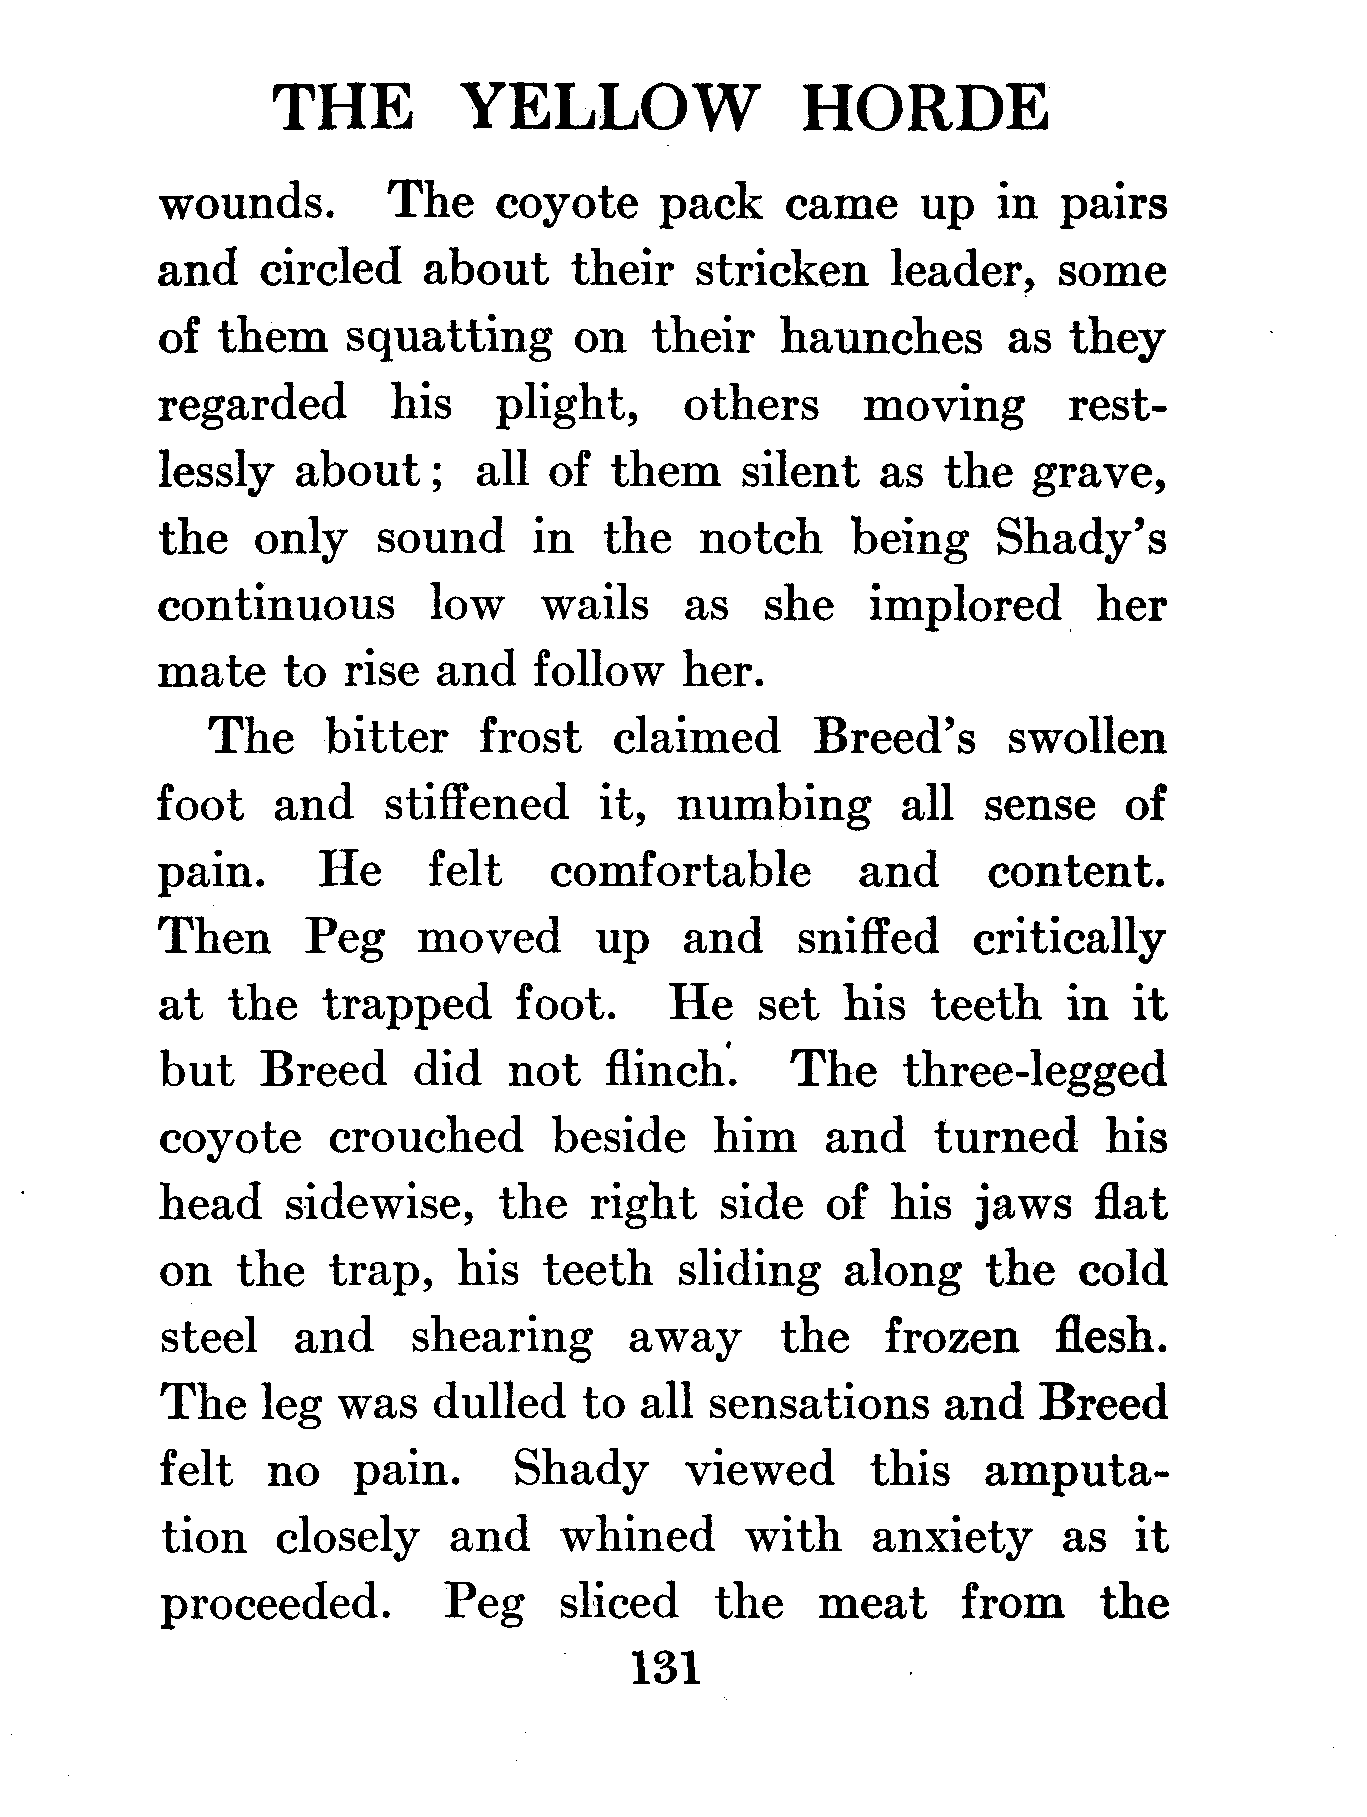 THE YELLOW HORDE
wounds. The coyote pack came up in pairs
and circled about their stricken leader, some
of them squatting on their haunches as they
regarded his plight, others moving rest-
lessly about; all of them silent as the grave,
the only sound in the notch being Shady's
continuous low wails as she implored her
mate to rise and follow her.
The bitter frost claimed Breed's swollen
foot and stiffened it, numbing all sense of
pain. He felt comfortable and content.
Then Peg moved up and sniffed critically
at the trapped foot. He set his teeth in it
but Breed did not flinch. The three-legged
coyote crouched beside him and turned his
head sidewise, the right side of his jaws flat
on the trap, his teeth sliding along the cold
steel and shearing away the frozen flesh.
The leg was dulled to all sensations and Breed
felt no pain. Shady viewed this amputa-
tion closely and whined with anxiety as it
proceeded. Peg sliced the meat from the
131